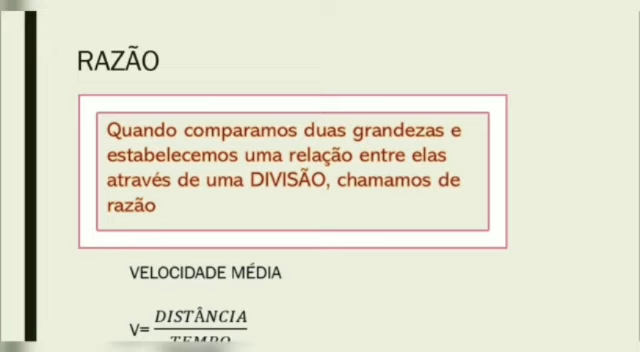 RAZÃO
Quando comparamos duas grandezas e
estabelecemos uma relação entre elas
através de uma DIVISÃO, chamamos de
razão
VELOCIDADE MÉDIA
DISTÂNCIA
V=
TEMPO